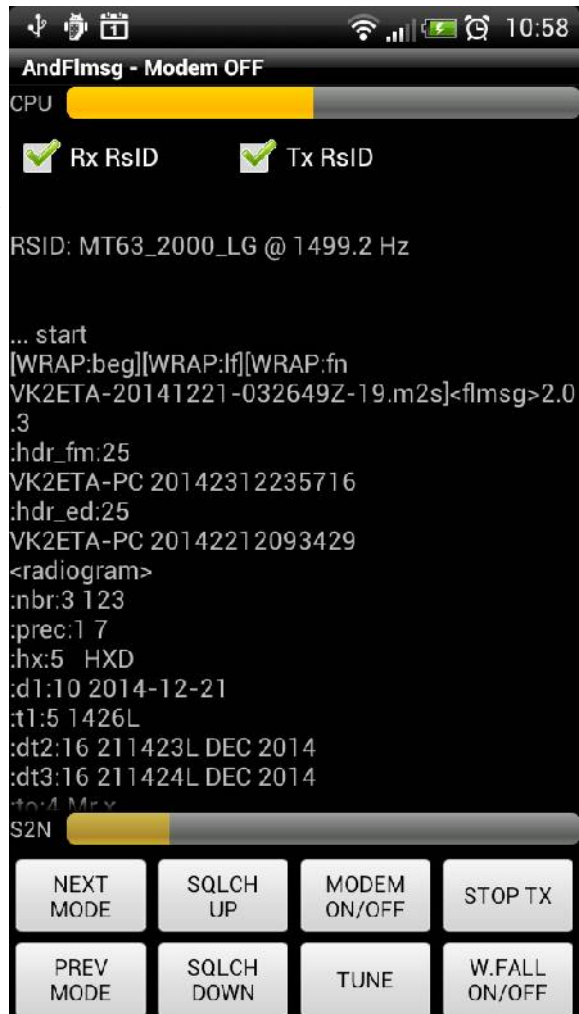 10:58
AndFlmsg - Modem OFF
CPU
Rx RsID Tx RsID
RSID: MT63_2000_LG @ 1499.2 Hz
... start
[WRAP:beg][WRAP:lf][WRAP:fn
VK2ETA-20141221-032649Z-19.m2s]<flmsg>2.0
.3
:hdr_fm:25
VK2ETA-PC 20142312235716
:hdr_ed:25
VK2ETA-PC 20142212093429
<radiogram>
:nbr:3 123
:prec:1 7
:hx:5 HXD
:d1:10 2014-12-21
:t1:5 1426L
:dt2:16 211423L DEC 2014
:dt3:16 211424L DEC 2014
:to:4 Mr x
S2N
NEXT MODE SQLCH UP MODEM ON/OFF STOP TX
PREV MODE SQLCH DOWN TUNE W.FALL ON/OFF